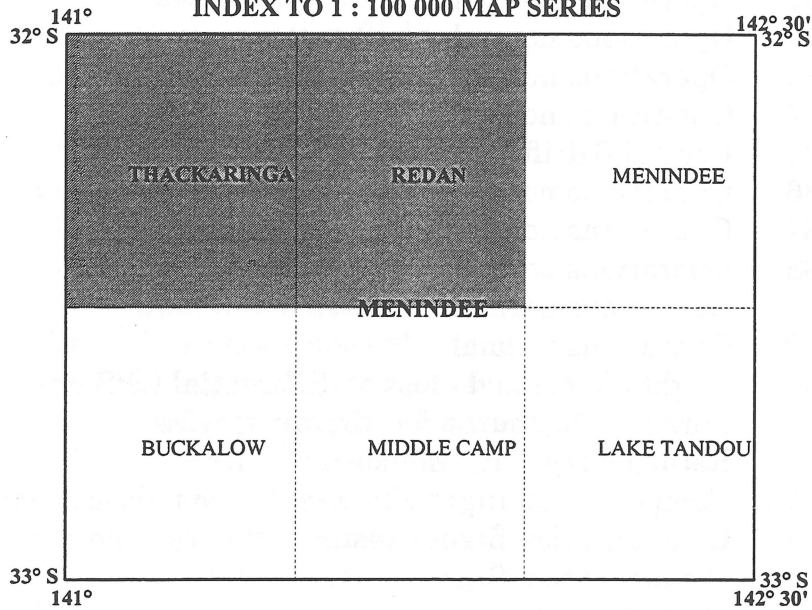 INDEX TO 1 : 100 000 MAP SERIES
141° 142° 30'
32° S 32° S
THACKARINGA REDAN MENINDEE
MENINDEE
BUCKALOW MIDDLE CAMP LAKE TANDOU
33° S 33° S
141° 142° 30'